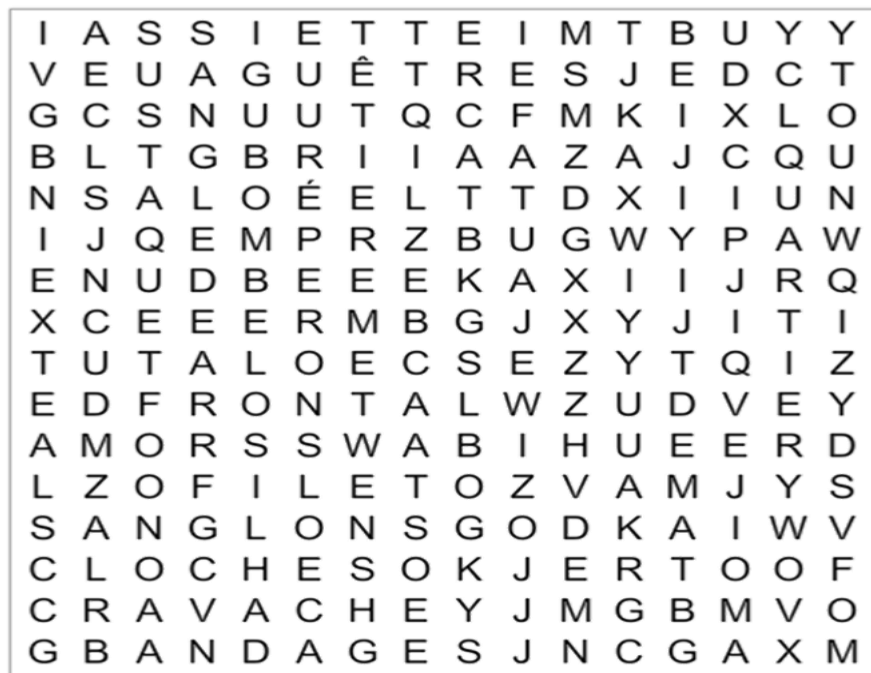 I A S S I E T T E I M T B U Y Y
V E U A G U Ê T R E S J E D C T
G C S N U U T Q C F M K I X L O
B L T G B R I I A A Z A J C Q U
N S A L O É E L T T D X I I U N
I J Q E M P R Z B U G W Y P A W
E N U D B E E E K A X I I J R Q
X C E E E R M B G J X Y J I T I
T U T A L O E C S E Z Y T Q I Z
E D F R O N T A L W Z U D V E Y
A M O R S S W A B I H U E E R D
L Z O F I L E T O Z V A M J Y S
S A N G L O N S G O D K A I W V
C L O C H E S O K J E R T O O F
C R A V A C H E Y J M G B M V O
G B A N D A G E S J N C G A X M